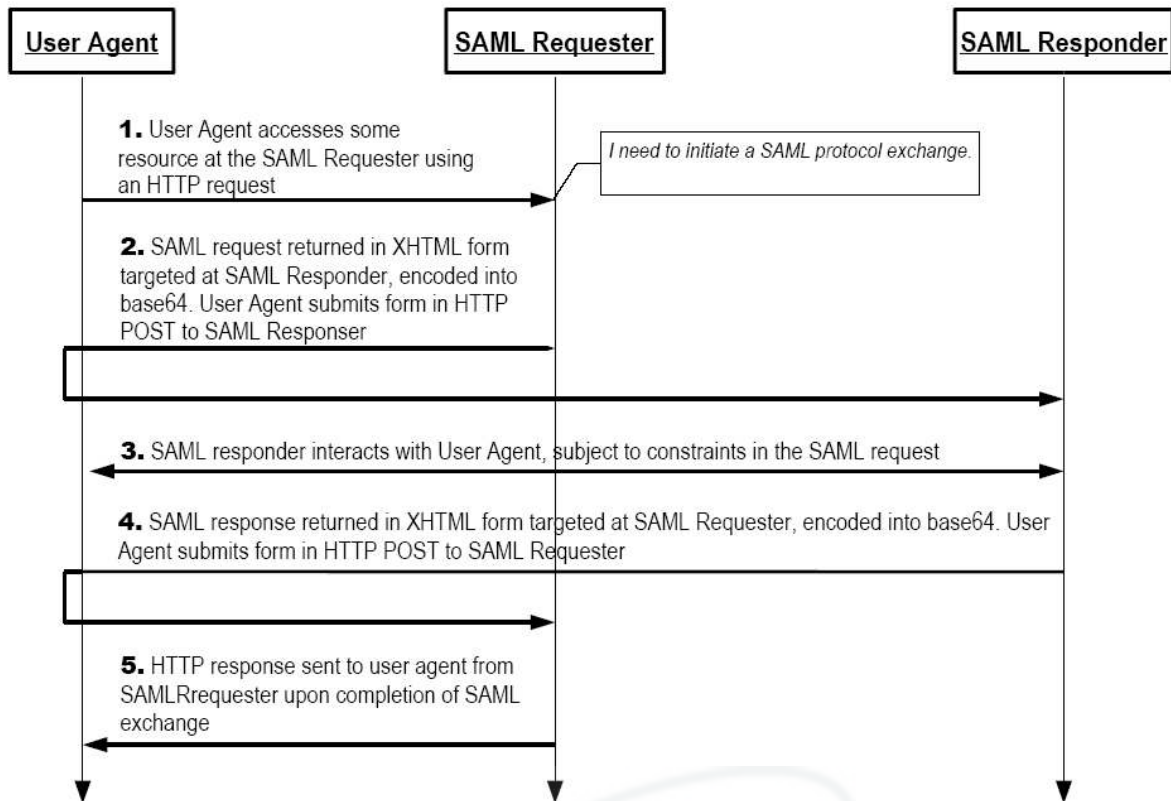 User Agent
SAML Requester
SAML Responder
1. User Agent accesses some
resource at the SAML Requester using
an HTTP request
I need to initiate a SAML protocol exchange.
2. SAML request returned in XHTML form
targeted at SAML Responder, encoded into
base64. User Agent submits form in HTTP
POST to SAML Responser
3. SAML responder interacts with User Agent, subject to constraints in the SAML request
4. SAML response returned in XHTML form targeted at SAML Requester, encoded into base64. User
Agent submits form in HTTP POST to SAML Requester
5. HTTP response sent to user agent from
SAMLRrequester upon completion of SAML
exchange